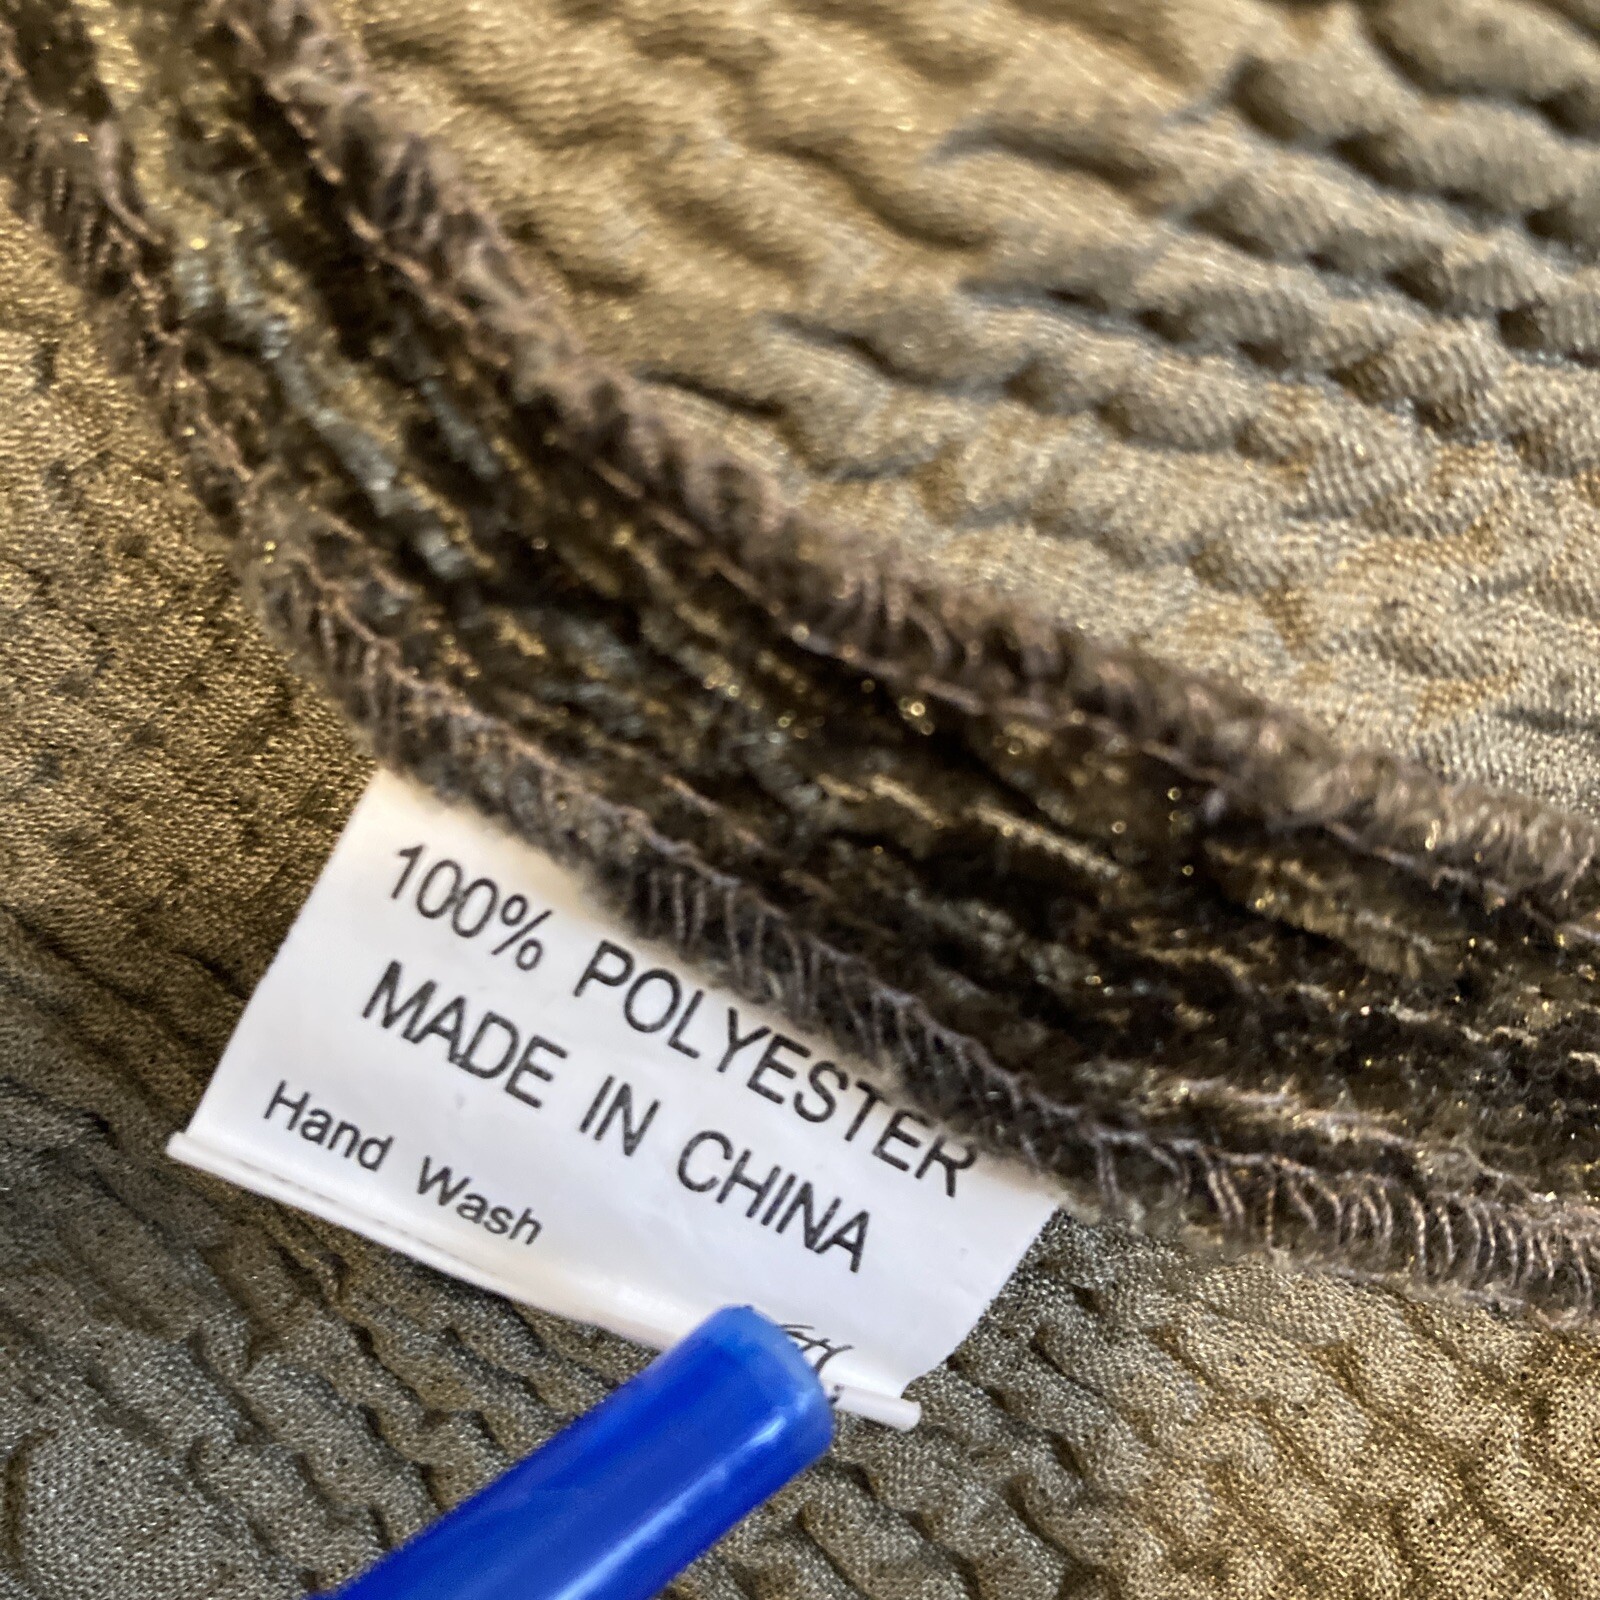 100% POLYESTER
MADE IN CHINA
Hand Wash